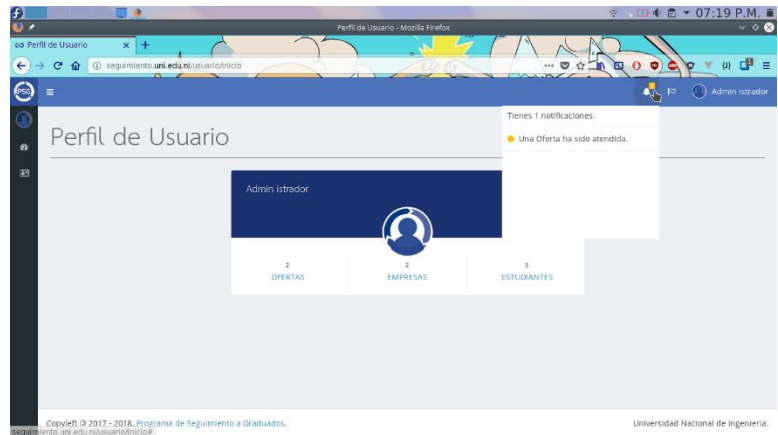 07:19 P.M.
Perfil de Usuario - Mozilla Firefox
Perfil de Usuario
seguimiento.uni.edu.ni/usuario/inicio
PSG
Admin istrador
Tienes 1 notificaciones.
Una Oferta ha sido atendida.
Perfil de Usuario
Admin istrador
2
OFERTAS
2
EMPRESAS
3
ESTUDIANTES
Copyleft © 2017 - 2018. Programa de Seguimiento a Graduados.
Universidad Nacional de Ingeniería.
seguimiento.uni.edu.ni/usuario/inicio#